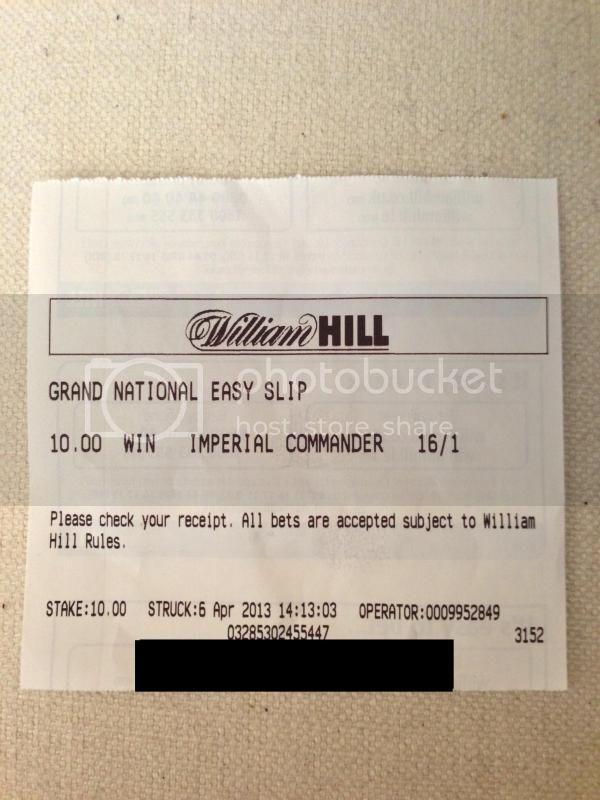 William HILL
GRAND NATIONAL EASY SLIP
10.00 WIN IMPERIAL COMMANDER 16/1
Please check your receipt. All bets are accepted subject to William
Hill Rules.
STAKE:10.00 STRUCK:6 Apr 2013 14:13:03 OPERATOR:0009952849
03285302455447
3152
photobucket
host. store. share.